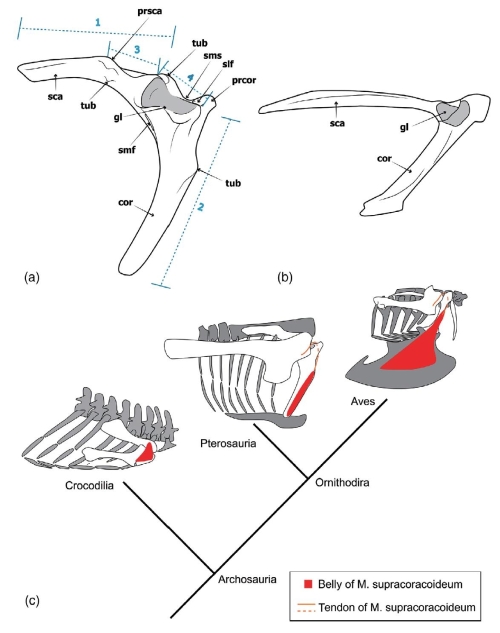 prsca
1
tub
sms
slf
prcor
3
4
sca
tub
gl
smf
tub
cor
2
(a)
sca
gl
cor
(b)
Aves
Pterosauria
Crocodilia
Ornithodira
Archosauria
Belly of M. supracoracoideum
Tendon of M. supracoracoideum
(c)